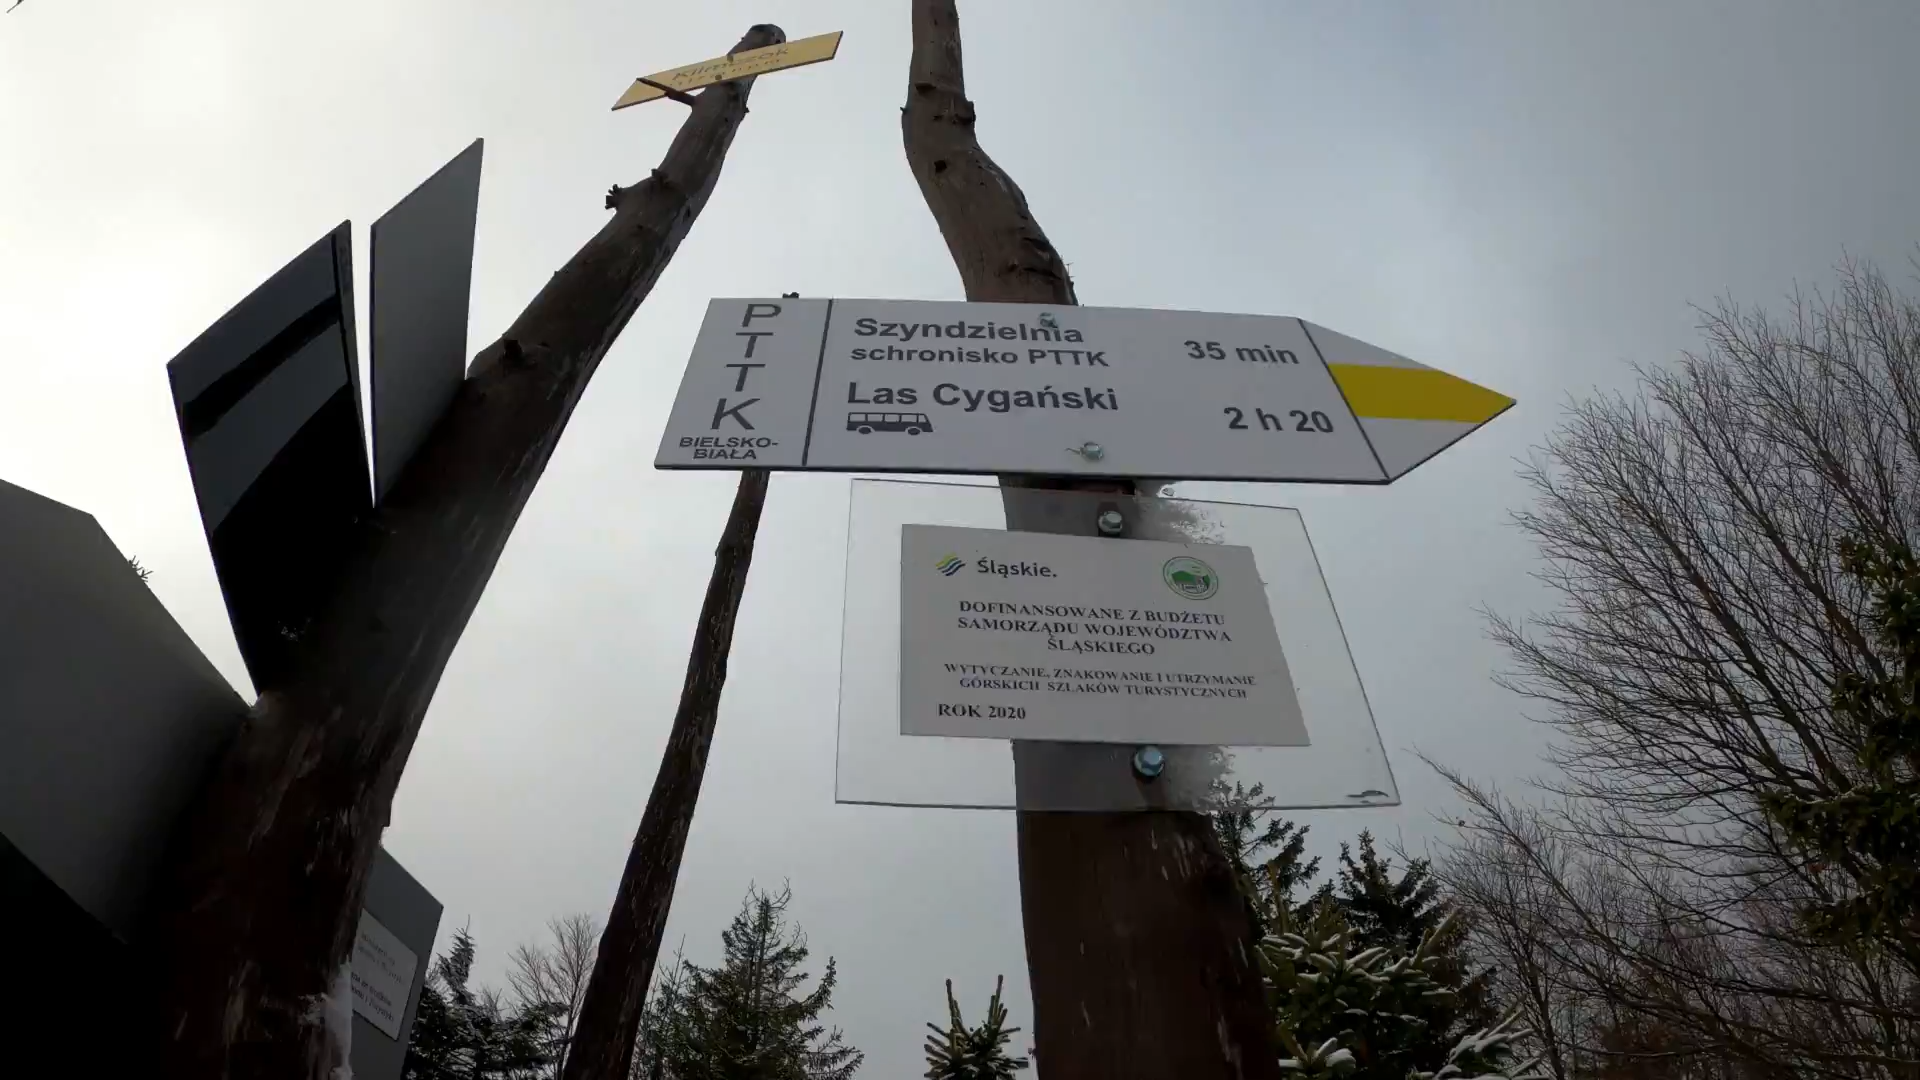 Klimczok
P
T
T
K
BIELSKO-
BIAŁA
Szyndzielnia
schronisko PTTK
35 min
Las Cygański
2 h 20
Śląskie.
DOFINANSOWANE Z BUDŻETU
SAMORZĄDU WOJEWÓDZTWA
ŚLĄSKIEGO
WYTYCZANIE, ZNAKOWANIE I UTRZYMANIE
GÓRSKICH SZLAKÓW TURYSTYCZNYCH
ROK 2020